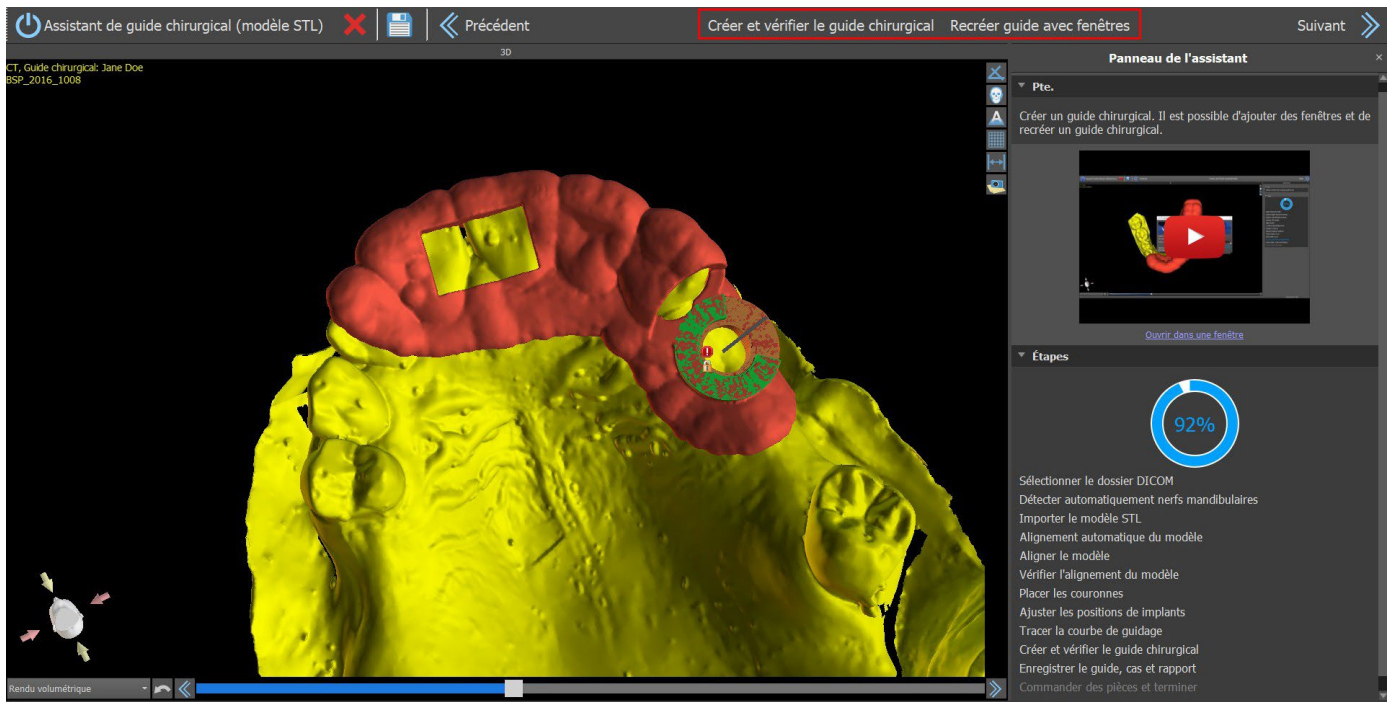 Assistant de guide chirurgical (modèle STL)
Précédent
Créer et vérifier le guide chirurgical Recréer guide avec fenêtres
Suivant
3D
CT, Guide chirurgical: Jane Doe
BSP_2016_1008
Panneau de l'assistant
Pte.
Créer un guide chirurgical. Il est possible d'ajouter des fenêtres et de
recréer un guide chirurgical.
Ouvrir dans une fenêtre
Étapes
92%
Sélectionner le dossier DICOM
Détecter automatiquement nerfs mandibulaires
Importer le modèle STL
Alignement automatique du modèle
Aligner le modèle
Vérifier l'alignement du modèle
Placer les couronnes
Ajuster les positions de implants
Tracer la courbe de guidage
Créer et vérifier le guide chirurgical
Enregistrer le guide, cas et rapport
Commander des pièces et terminer
Rendu volumétrique